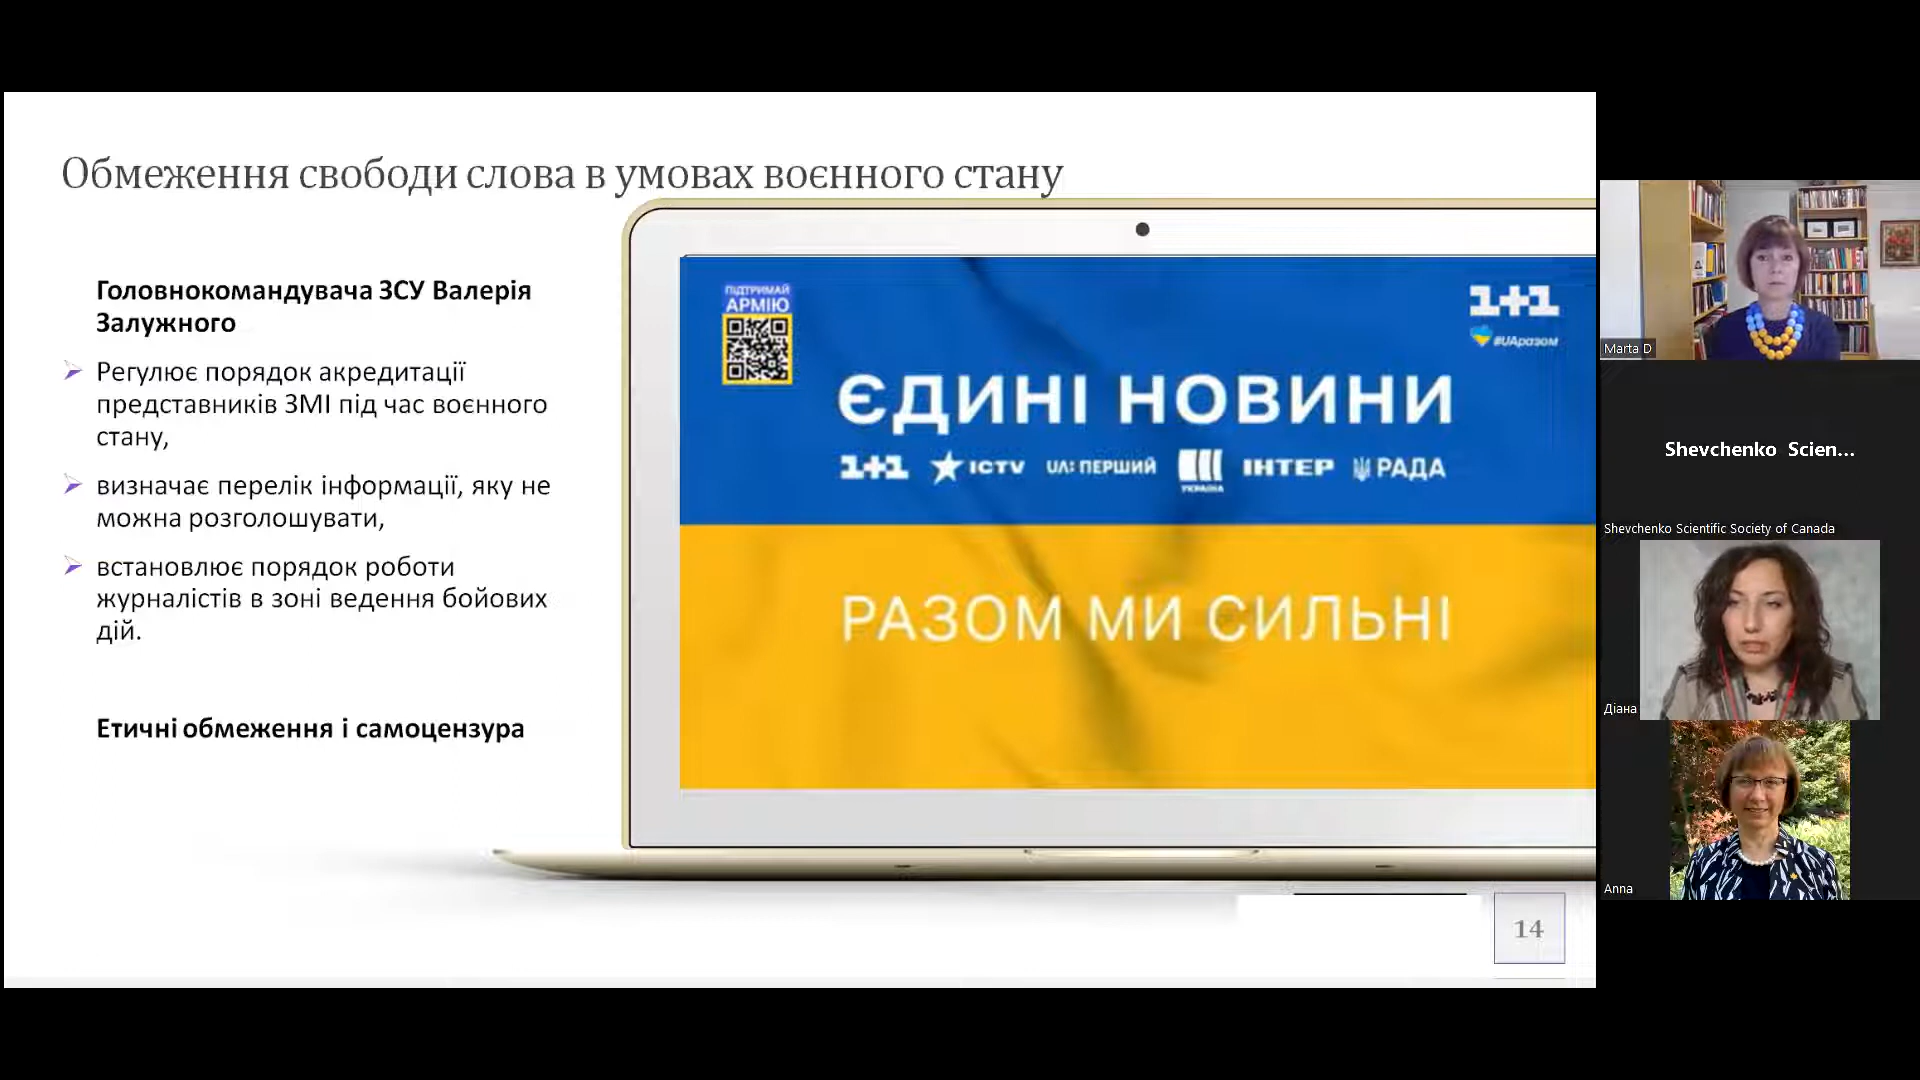 Обмеження свободи слова в умовах воєнного стану
Головнокомандувача ЗСУ Валерія
Залужного
Регулює порядок акредитації
представників ЗМІ під час воєнного
стану,
визначає перелік інформації, яку не
можна розголошувати,
встановлює порядок роботи
журналістів в зоні ведення бойових
дій.
Етичні обмеження і самоцензура
ПІДТРИМАЙ
АРМІЮ
1+1
#UAразом
ЄДИНІ НОВИНИ
1+1 ICTV UA: ПЕРШИЙ УКРАЇНА ІНТЕР РАДА
РАЗОМ МИ СИЛЬНІ
14
Marta D
Shevchenko Scien...
Shevchenko Scientific Society of Canada
Діана
Anna